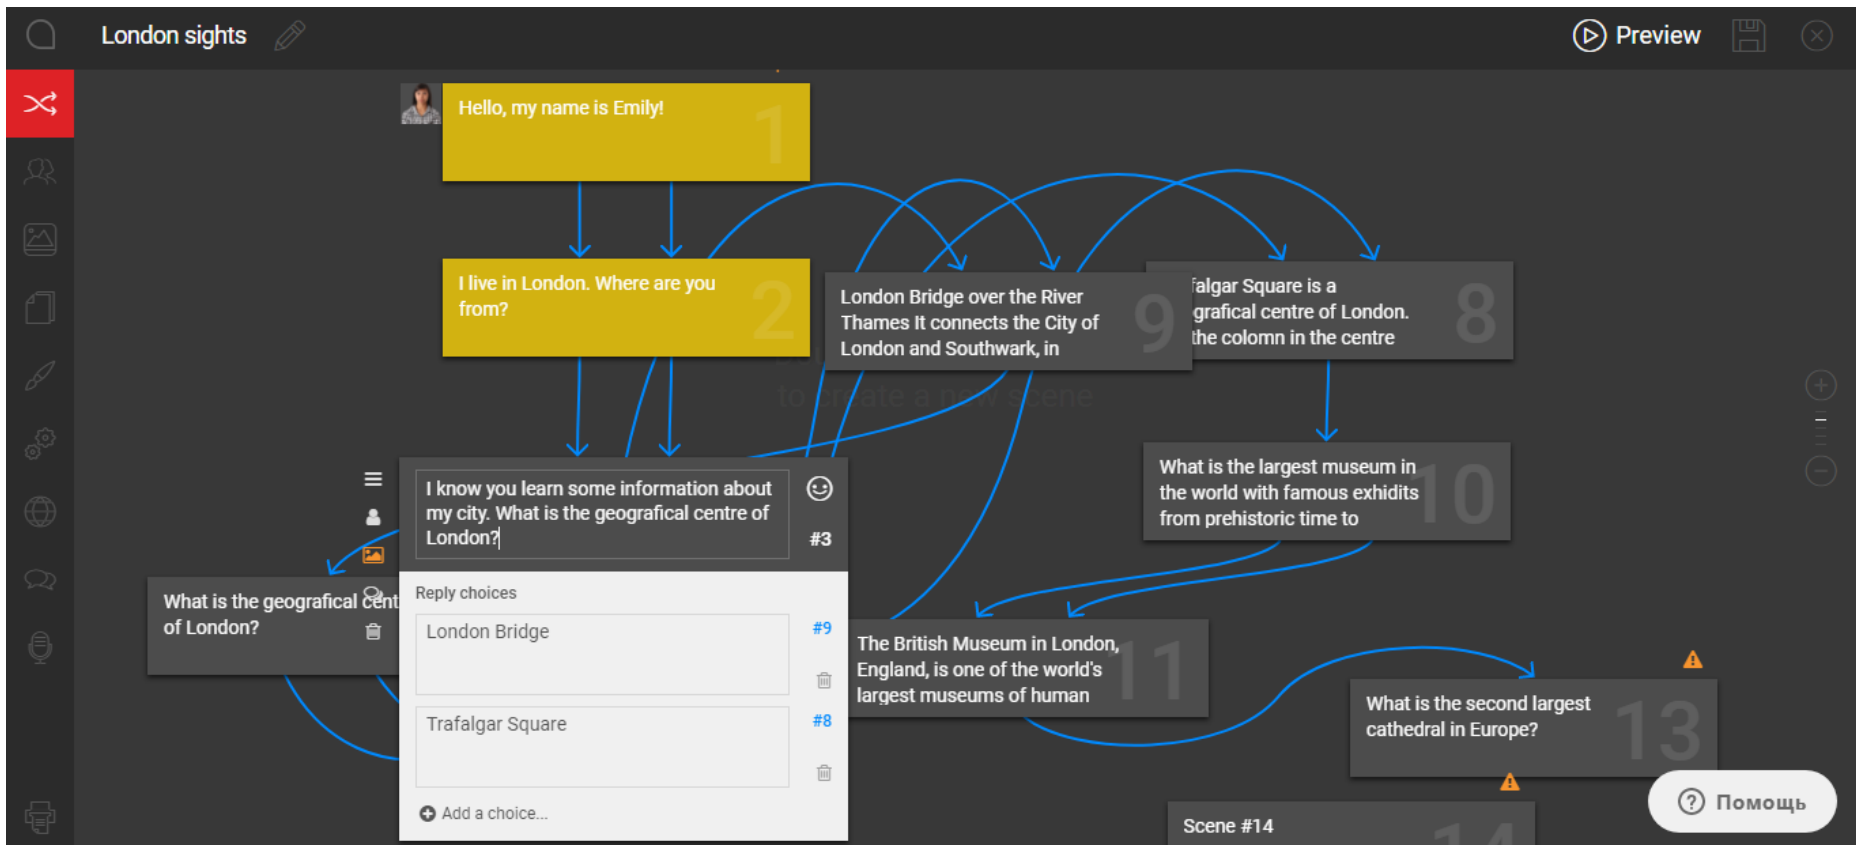 London sights
Preview
Hello, my name is Emily!
1
I live in London. Where are you
from?
2
London Bridge over the River
Thames It connects the City of
London and Southwark, in
9
falgar Square is a
grafical centre of London.
the colomn in the centre
8
to create a new scene
I know you learn some information about
my city. What is the geografical centre of
London?
#3
What is the largest museum in
the world with famous exhidits
from prehistoric time to
10
What is the geografical cent
of London?
Reply choices
London Bridge
#9
Trafalgar Square
#8
Add a choice...
The British Museum in London,
England, is one of the world's
largest museums of human
11
What is the second largest
cathedral in Europe?
13
Scene #14
14
Помощь